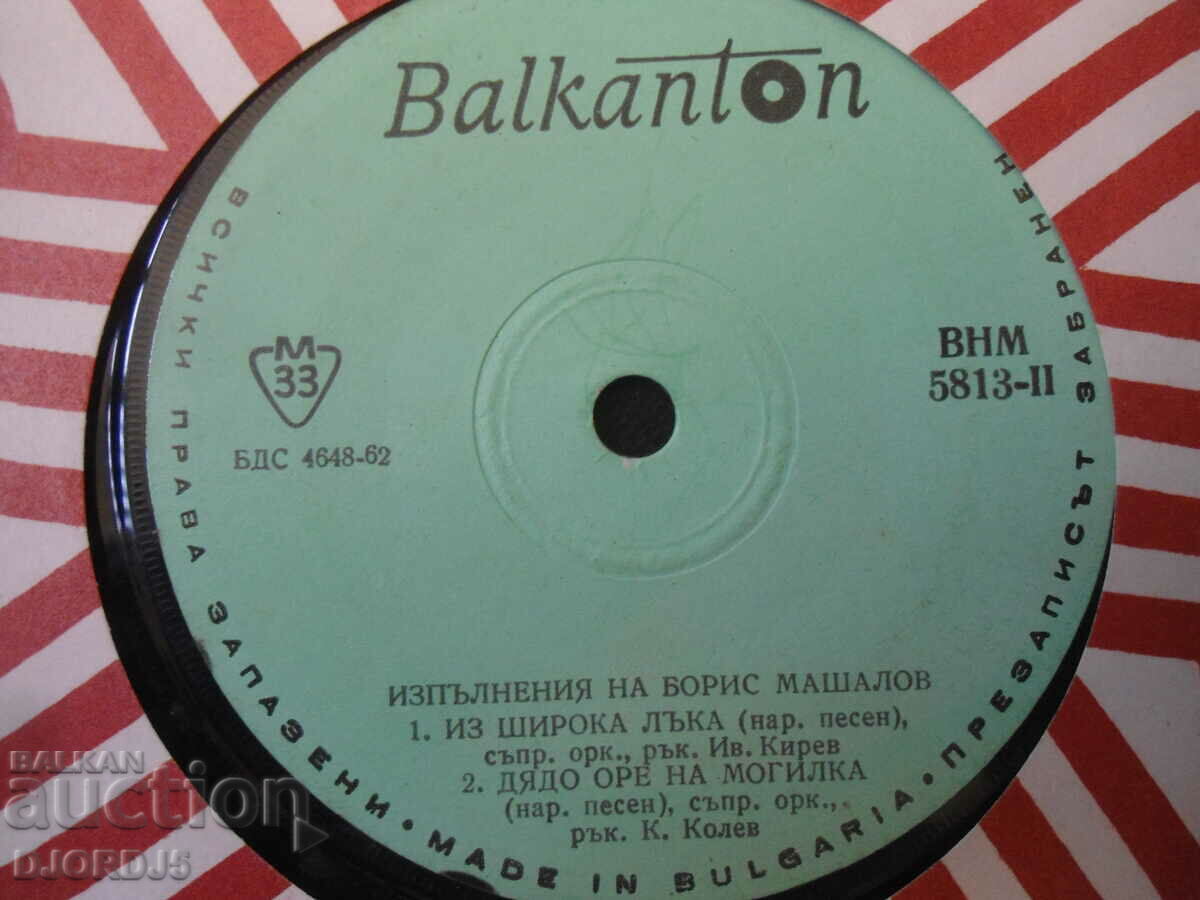 Balkanton
ВСИЧКИ ПРАВА ЗАПАЗЕНИ • MADE IN BULGARIA • ПРЕЗАПИСЪТ ЗАБРАНЕН
М
33
БДС 4648-62
ВНМ
5813-II
ИЗПЪЛНЕНИЯ НА БОРИС МАШАЛОВ
1. ИЗ ШИРОКА ЛЪКА (нар. песен),
съпр. орк., рък. Ив. Кирев
2. ДЯДО ОРЕ НА МОГИЛКА
(нар. песен), съпр. орк.,
рък. К. Колев
BALKAN
auction
DJORDJ5